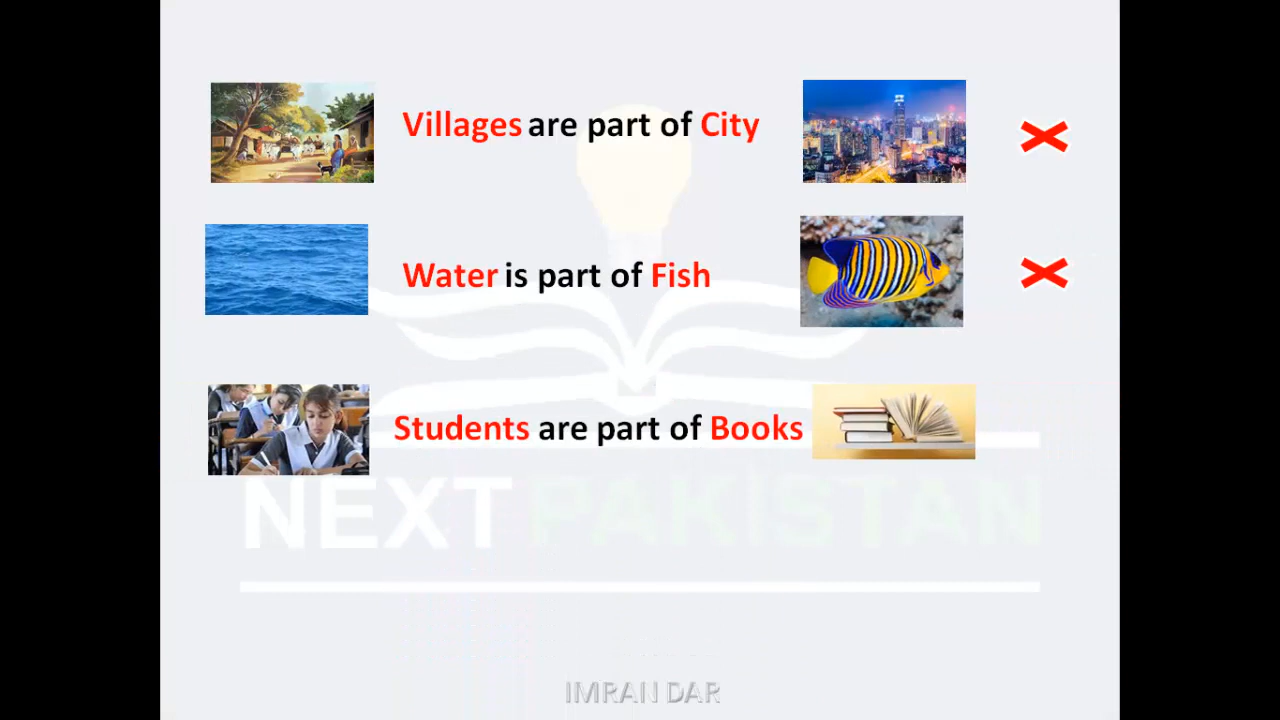 Villages are part of City
Water is part of Fish
Students are part of Books
NEXT PAKISTAN
IMRAN DAR